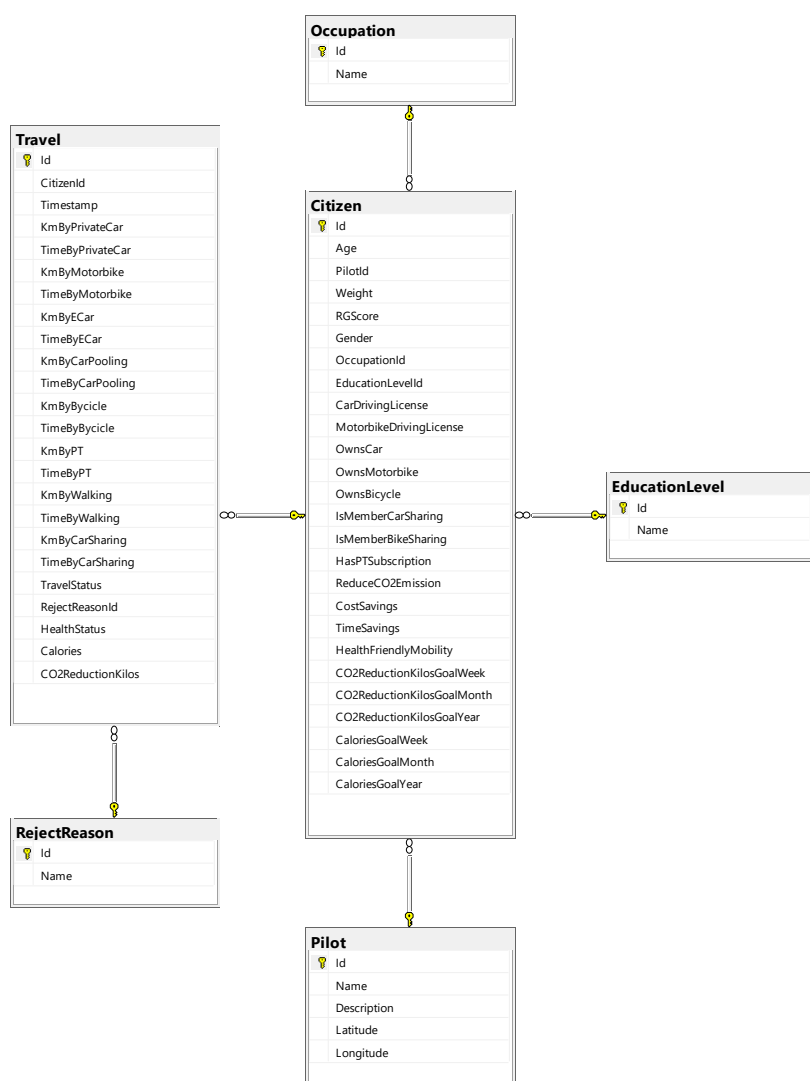 Occupation
Id
Name
Travel
Id
CitizenId
Timestamp
KmByPrivateCar
TimeByPrivateCar
KmByMotorbike
TimeByMotorbike
KmByECar
TimeByECar
KmByCarPooling
TimeByCarPooling
KmByBycicle
TimeByBycicle
KmByPT
TimeByPT
KmByWalking
TimeByWalking
KmByCarSharing
TimeByCarSharing
TravelStatus
RejectReasonId
HealthStatus
Calories
CO2ReductionKilos
Citizen
Id
Age
PilotId
Weight
RGScore
Gender
OccupationId
EducationLevelId
CarDrivingLicense
MotorbikeDrivingLicense
OwnsCar
OwnsMotorbike
OwnsBicycle
IsMemberCarSharing
IsMemberBikeSharing
HasPTSubscription
ReduceCO2Emission
CostSavings
TimeSavings
HealthFriendlyMobility
CO2ReductionKilosGoalWeek
CO2ReductionKilosGoalMonth
CO2ReductionKilosGoalYear
CaloriesGoalWeek
CaloriesGoalMonth
CaloriesGoalYear
EducationLevel
Id
Name
RejectReason
Id
Name
Pilot
Id
Name
Description
Latitude
Longitude